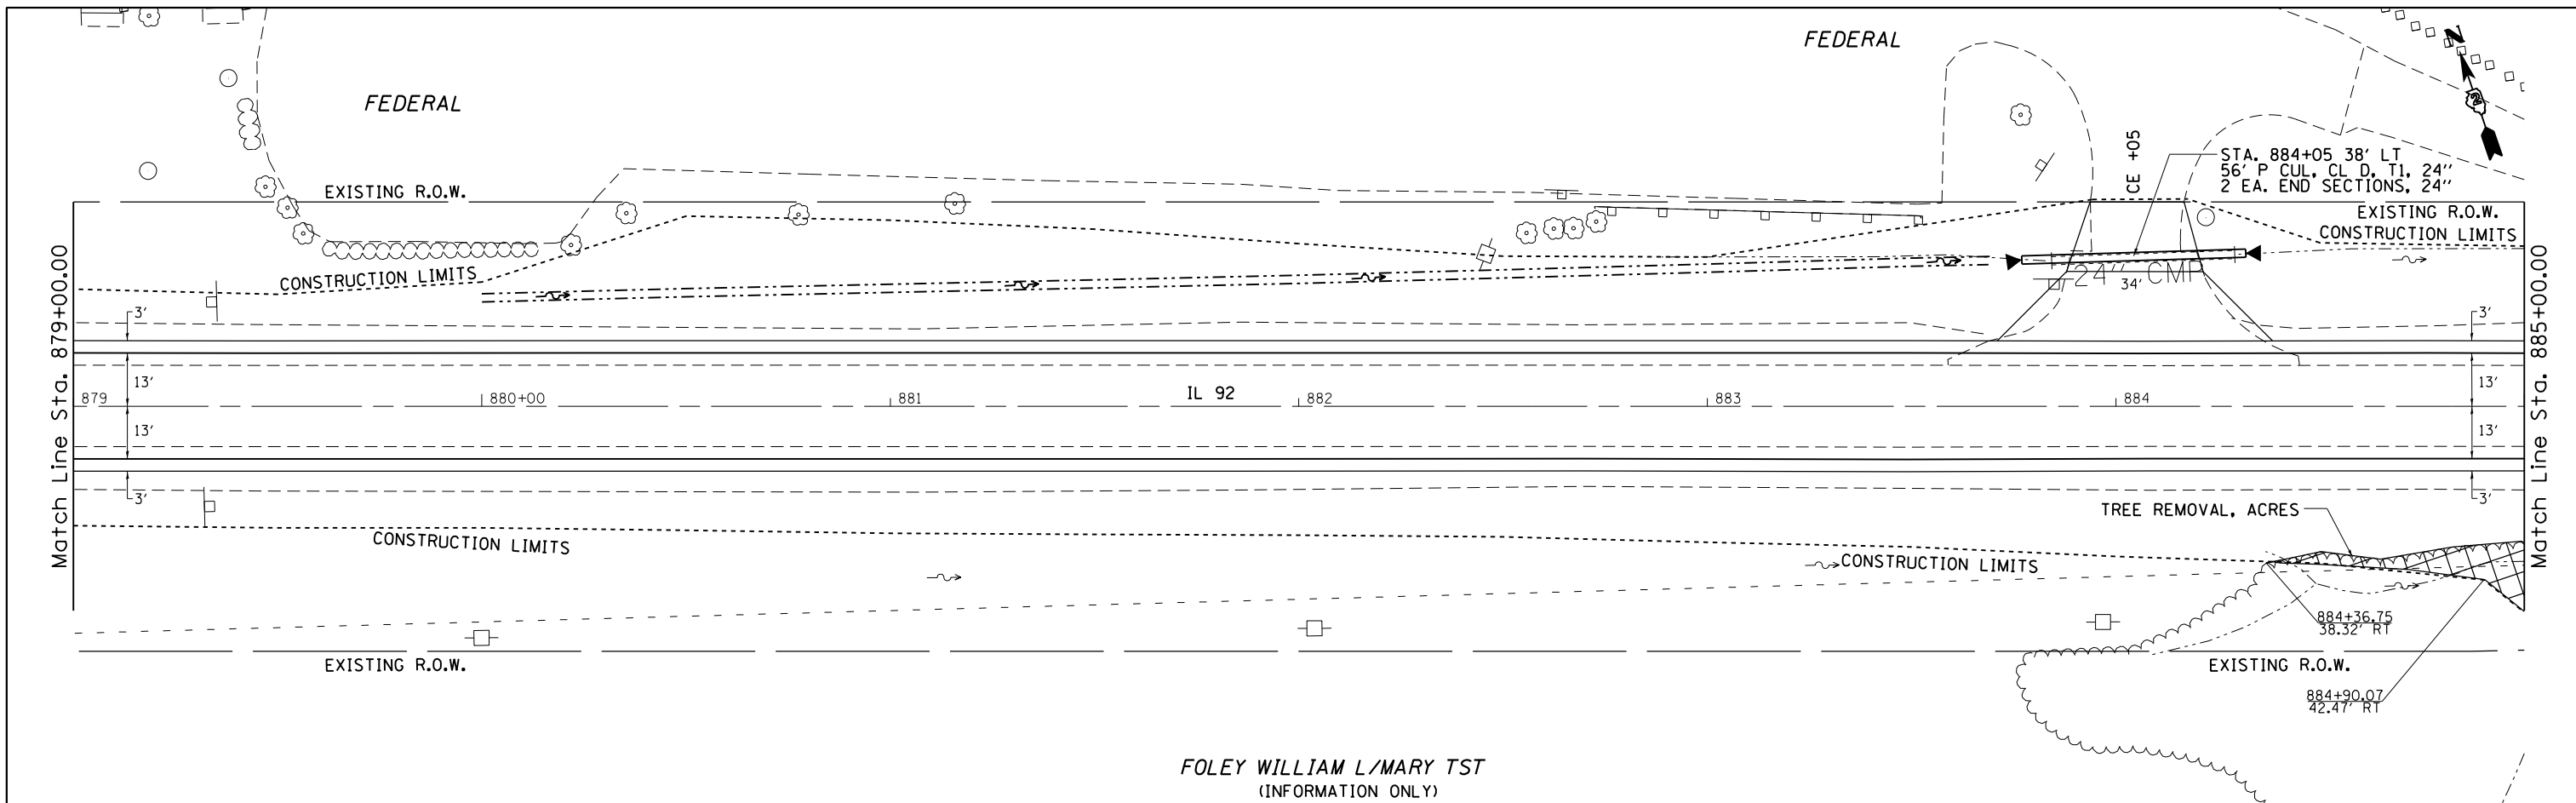 FEDERAL
FEDERAL
N
2
CE +05
STA. 884+05 38' LT
56' P CUL, CL D, T1, 24"
2 EA. END SECTIONS, 24"
EXISTING R.O.W.
EXISTING R.O.W.
CONSTRUCTION LIMITS
CONSTRUCTION LIMITS
24" CMP
34'
Match Line Sta. 879+00.00
Match Line Sta. 885+00.00
3'
3'
13'
13'
IL 92
879
880+00
881
882
883
884
13'
13'
3'
3'
TREE REMOVAL, ACRES
CONSTRUCTION LIMITS
CONSTRUCTION LIMITS
884+36.75
38.32' RT
EXISTING R.O.W.
EXISTING R.O.W.
884+90.07
42.47' RT
FOLEY WILLIAM L/MARY TST
(INFORMATION ONLY)